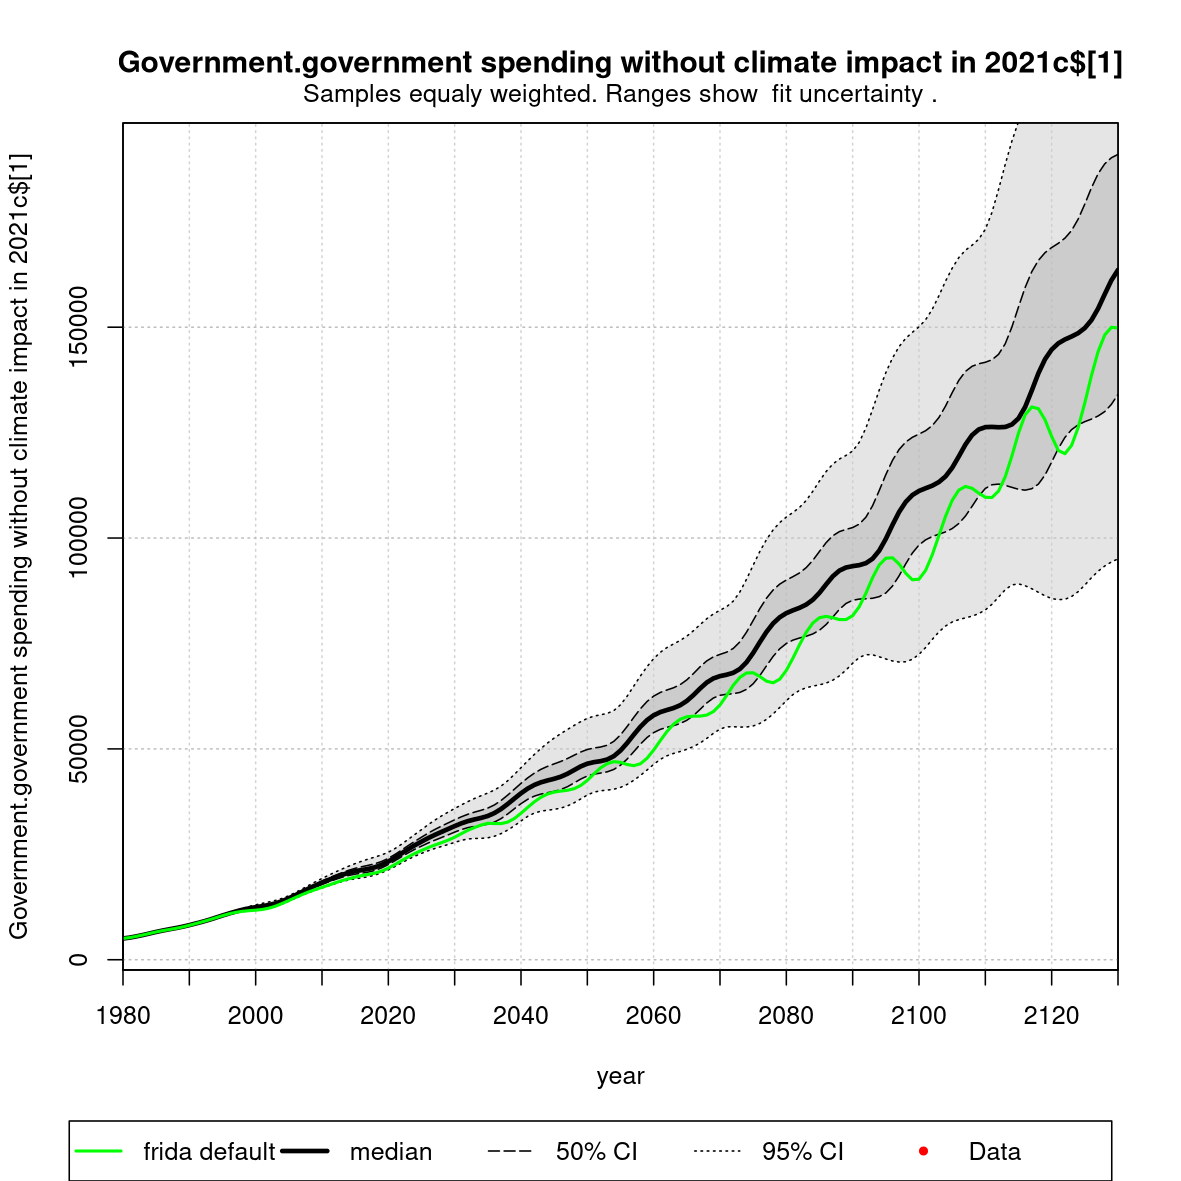 Government.government spending without climate impact in 2021c$[1]
Samples equaly weighted. Ranges show  fit uncertainty .
Government.government spending without climate impact in 2021c$[1]
150000
100000
50000
0
1980 2000 2020 2040 2060 2080 2100 2120
year
frida default median 50% CI 95% CI Data